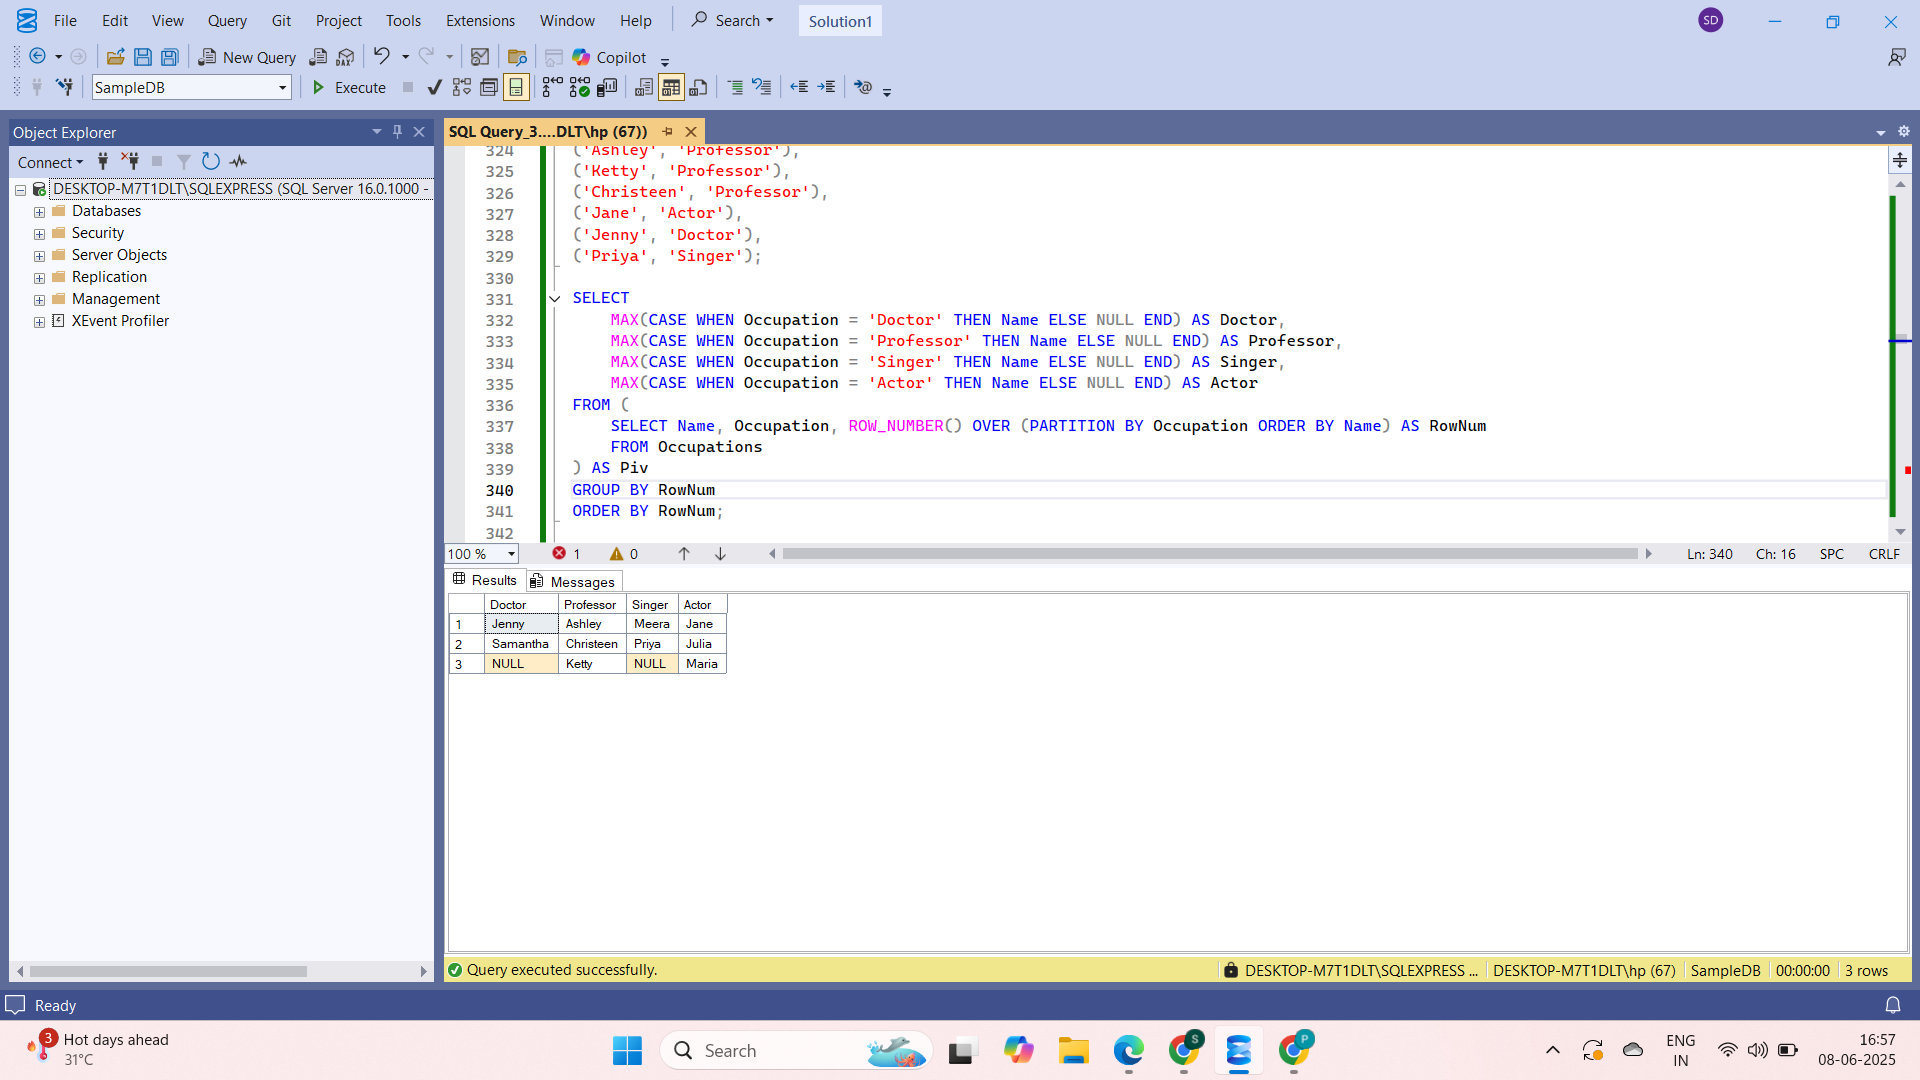 File Edit View Query Git Project Tools Extensions Window Help Search Solution1 SD
New Query DAX Copilot
SampleDB Execute
Object Explorer
Connect
DESKTOP-M7T1DLT\SQLEXPRESS (SQL Server 16.0.1000 -
Databases
Security
Server Objects
Replication
Management
XEvent Profiler
SQL Query_3....DLT\hp (67))
324 ('Ashley', 'Professor'),
325 ('Ketty', 'Professor'),
326 ('Christeen', 'Professor'),
327 ('Jane', 'Actor'),
328 ('Jenny', 'Doctor'),
329 ('Priya', 'Singer');
330
331 SELECT
332 MAX(CASE WHEN Occupation = 'Doctor' THEN Name ELSE NULL END) AS Doctor,
333 MAX(CASE WHEN Occupation = 'Professor' THEN Name ELSE NULL END) AS Professor,
334 MAX(CASE WHEN Occupation = 'Singer' THEN Name ELSE NULL END) AS Singer,
335 MAX(CASE WHEN Occupation = 'Actor' THEN Name ELSE NULL END) AS Actor
336 FROM (
337 SELECT Name, Occupation, ROW_NUMBER() OVER (PARTITION BY Occupation ORDER BY Name) AS RowNum
338 FROM Occupations
339 ) AS Piv
340 GROUP BY RowNum
341 ORDER BY RowNum;
342
100 % 1 0 Ln: 340 Ch: 16 SPC CRLF
Results Messages
Doctor Professor Singer Actor
1 Jenny Ashley Meera Jane
2 Samantha Christeen Priya Julia
3 NULL Ketty NULL Maria
Query executed successfully. DESKTOP-M7T1DLT\SQLEXPRESS ... DESKTOP-M7T1DLT\hp (67) SampleDB 00:00:00 3 rows
Ready
3 Hot days ahead
31°C
Search
S P
ENG
IN
16:57
08-06-2025